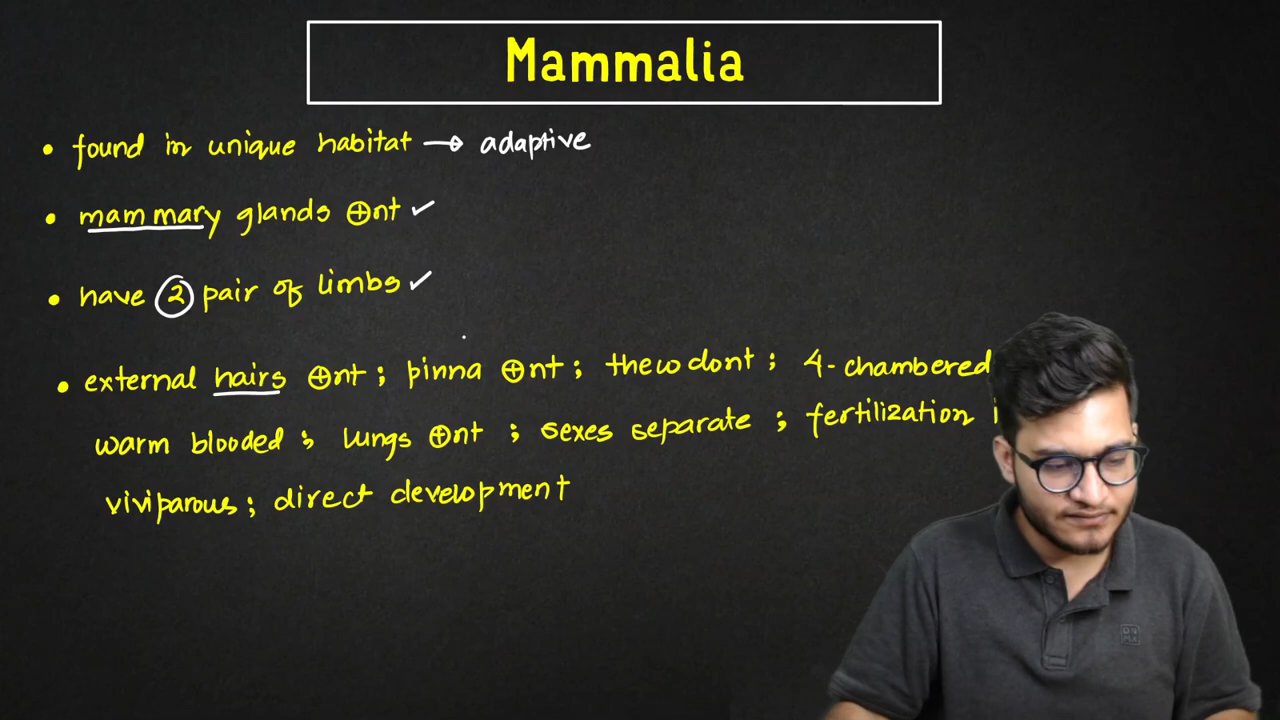 Mammalia
• found in unique habitat → adaptive
• mammary glands ⊕nt ✓
• have 2 pair of limbs ✓
• external hairs ⊕nt ; pinna ⊕nt ; thecodont ; 4-chambered
warm blooded ; lungs ⊕nt ; sexes separate ; fertilization
viviparous ; direct development